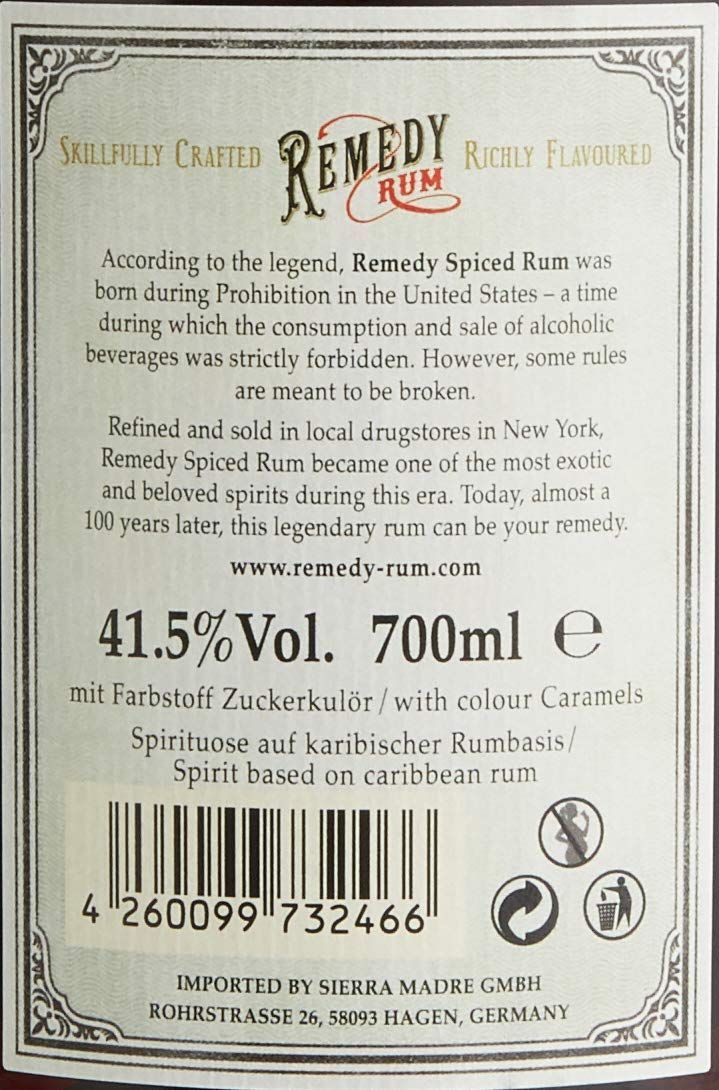 SKILLFULLY CRAFTED REMEDY RUM RICHLY FLAVOURED
According to the legend, Remedy Spiced Rum was
born during Prohibition in the United States – a time
during which the consumption and sale of alcoholic
beverages was strictly forbidden. However, some rules
are meant to be broken.
Refined and sold in local drugstores in New York,
Remedy Spiced Rum became one of the most exotic
and beloved spirits during this era. Today, almost a
100 years later, this legendary rum can be your remedy.
www.remedy-rum.com
41.5%Vol. 700ml ℮
mit Farbstoff Zuckerkulör / with colour Caramels
Spirituose auf karibischer Rumbasis/
Spirit based on caribbean rum
4 260099 732466
IMPORTED BY SIERRA MADRE GMBH
ROHRSTRASSE 26, 58093 HAGEN, GERMANY